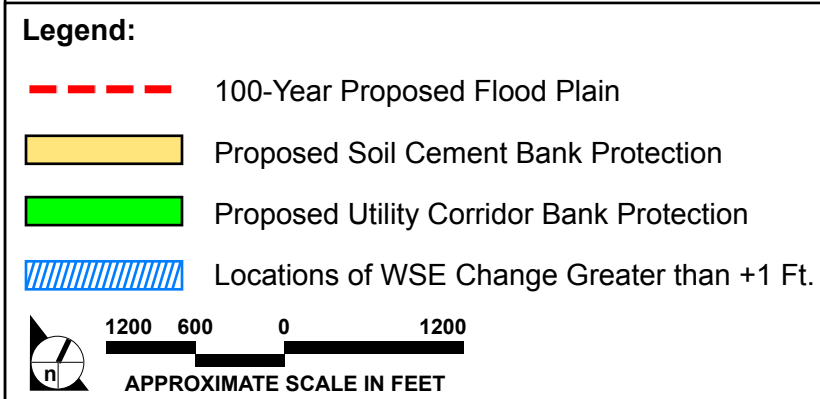 Legend:
100-Year Proposed Flood Plain
Proposed Soil Cement Bank Protection
Proposed Utility Corridor Bank Protection
Locations of WSE Change Greater than +1 Ft.
1200 600 0 1200
n
APPROXIMATE SCALE IN FEET